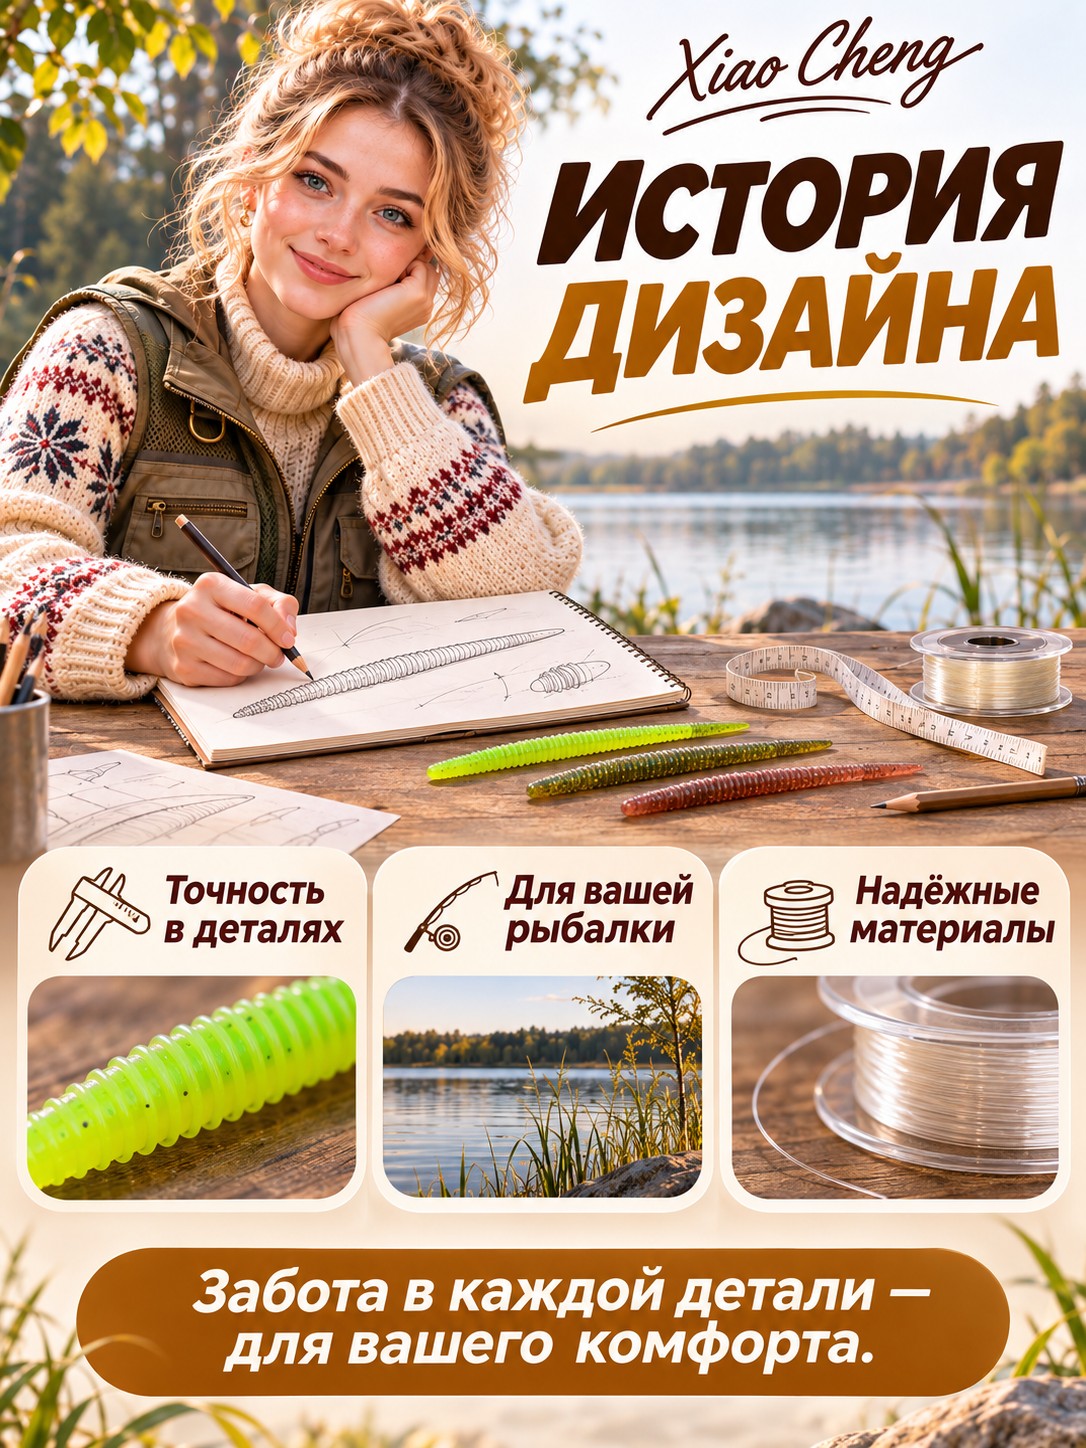 Xiao Cheng
ИСТОРИЯ
ДИЗАЙНА
Точность
в деталях
Для вашей
рыбалки
Надёжные
материалы
Забота в каждой детали —
для вашего комфорта.